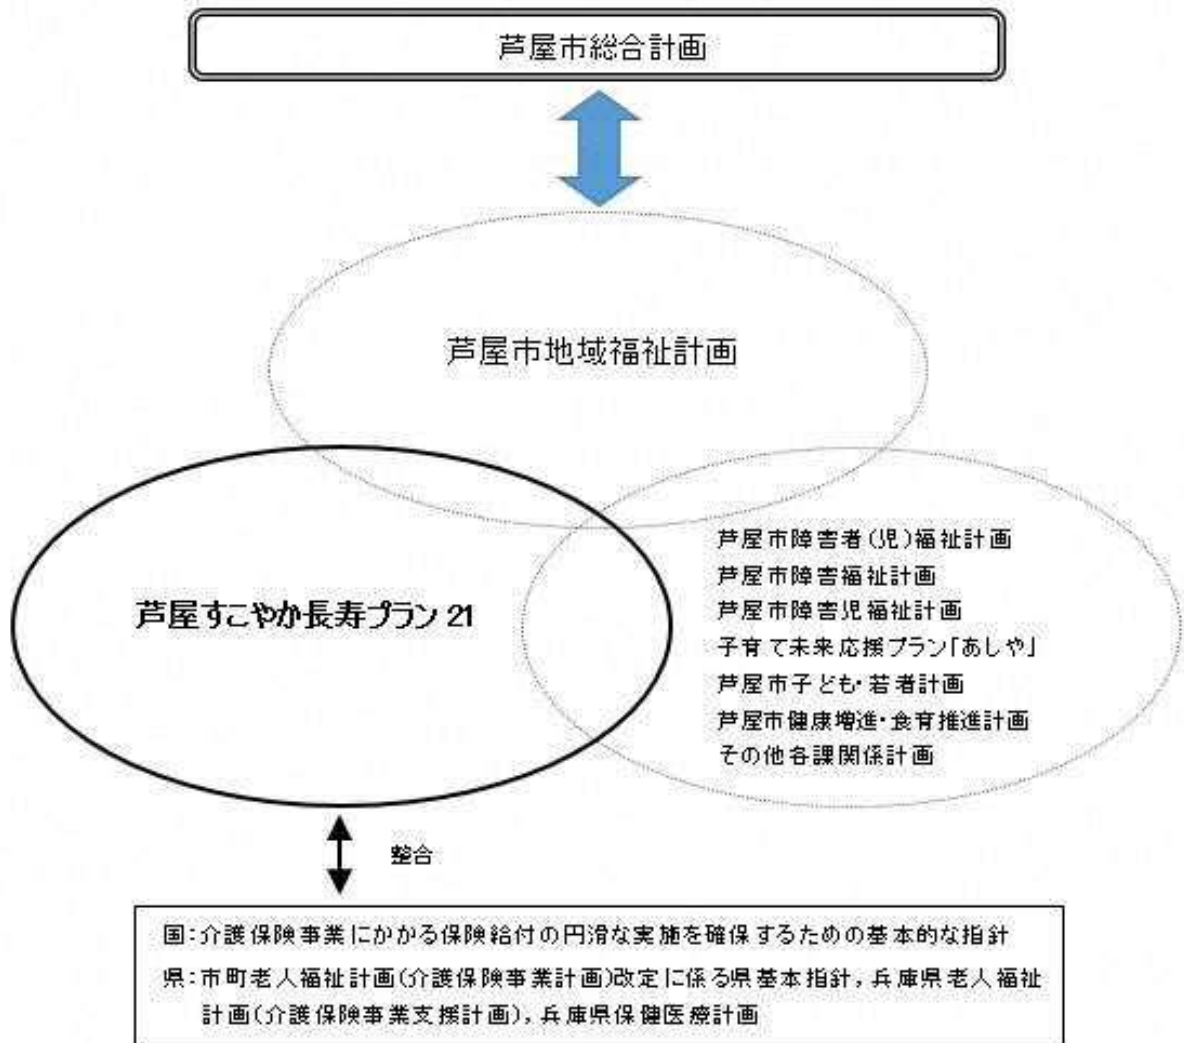 芦屋市総合計画
芦屋市地域福祉計画
芦屋すこやか長寿プラン 21
芦屋市障害者(児)福祉計画
芦屋市障害福祉計画
芦屋市障害児福祉計画
子育て未来応援プラン「あしや」
芦屋市子ども・若者計画
芦屋市健康増進・食育推進計画
その他各課関係計画
整合
国:介護保険事業にかかる保険給付の円滑な実施を確保するための基本的な指針
県:市町老人福祉計画(介護保険事業計画)改定に係る県基本指針,兵庫県老人福祉
計画(介護保険事業支援計画),兵庫県保健医療計画